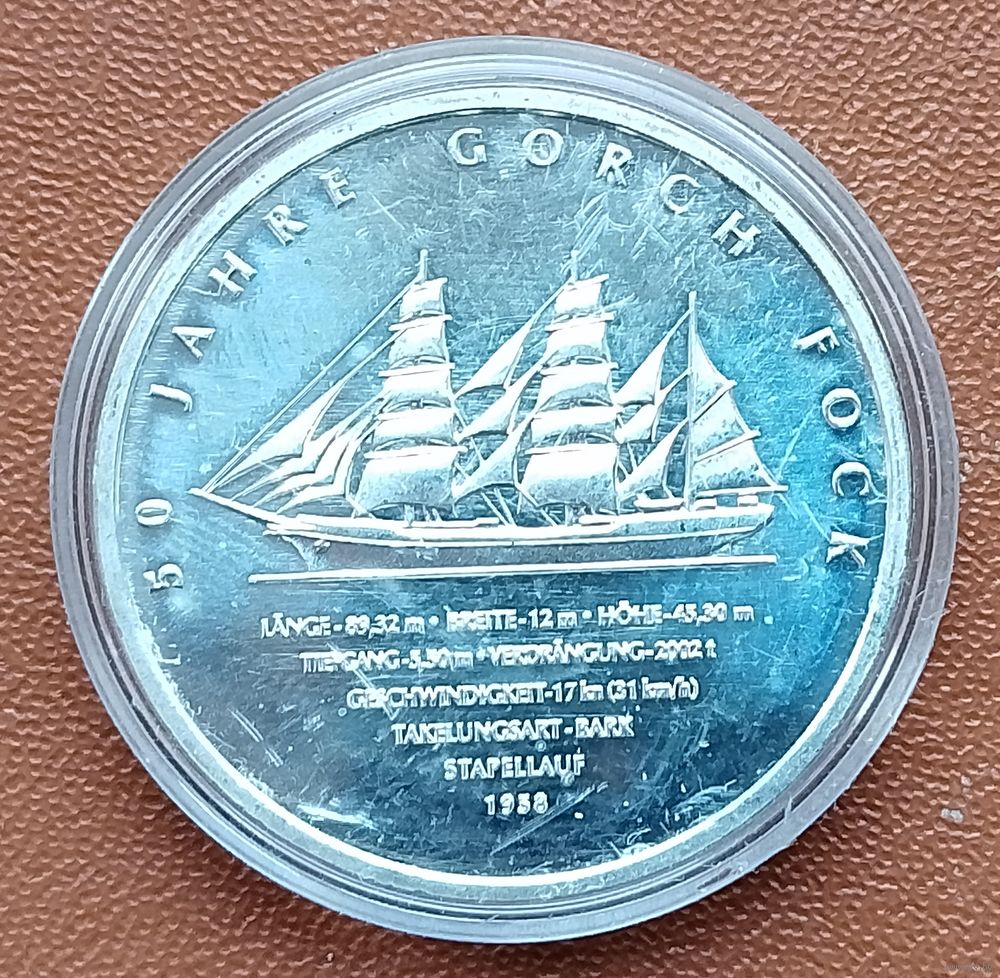 50 JAHRE GORCH FOCK
LÄNGE-89,32 m • BREITE-12 m • HÖHE-45,30 m
TIEFGANG-5,50 m • VERDRÄNGUNG-2002 t
GESCHWINDIGKEIT-17 kn (31 km/h)
TAKELUNGSART-BARK
STAPELLAUF
1958